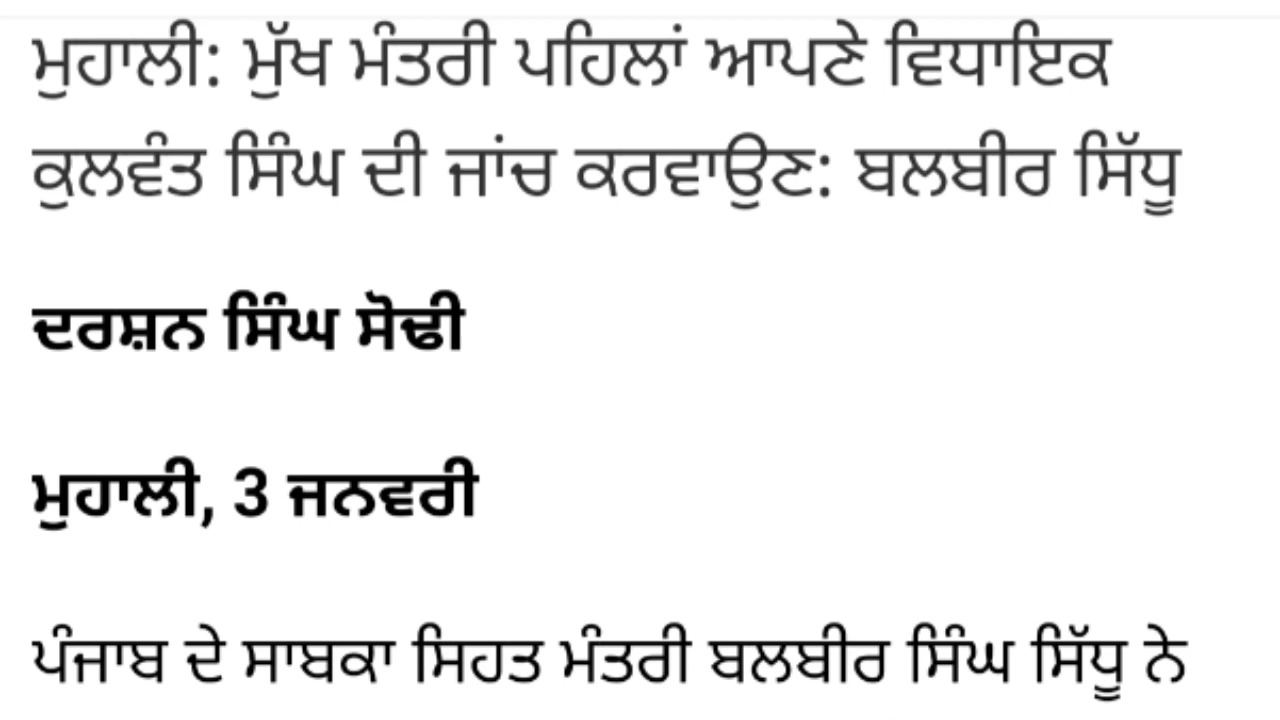 ਮੁਹਾਲੀ: ਮੁੱਖ ਮੰਤਰੀ ਪਹਿਲਾਂ ਆਪਣੇ ਵਿਧਾਇਕ
ਕੁਲਵੰਤ ਸਿੰਘ ਦੀ ਜਾਂਚ ਕਰਵਾਉਣ: ਬਲਬੀਰ ਸਿੱਧੂ
ਦਰਸ਼ਨ ਸਿੰਘ ਸੋਢੀ
ਮੁਹਾਲੀ, 3 ਜਨਵਰੀ
ਪੰਜਾਬ ਦੇ ਸਾਬਕਾ ਸਿਹਤ ਮੰਤਰੀ ਬਲਬੀਰ ਸਿੰਘ ਸਿੱਧੂ ਨੇ